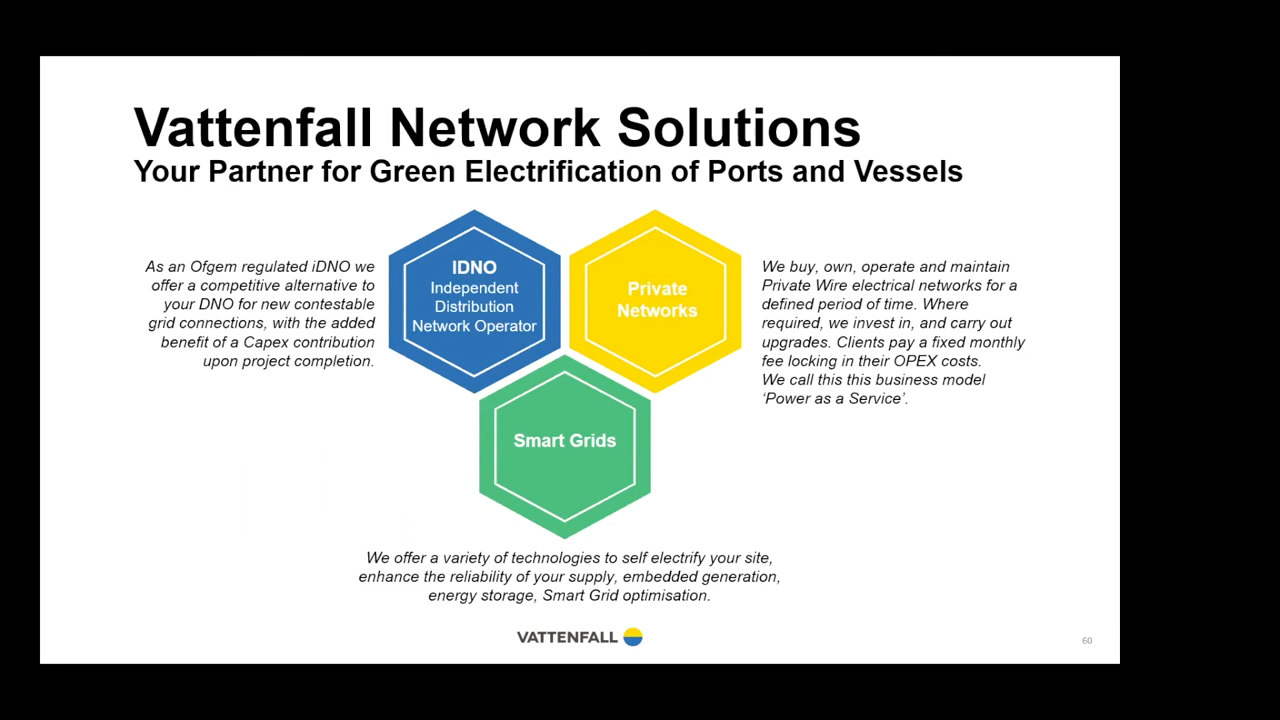 Vattenfall Network Solutions
Your Partner for Green Electrification of Ports and Vessels
As an Ofgem regulated iDNO we
offer a competitive alternative to
your DNO for new contestable
grid connections, with the added
benefit of a Capex contribution
upon project completion.
IDNO
Independent
Distribution
Network Operator
Private
Networks
We buy, own, operate and maintain
Private Wire electrical networks for a
defined period of time. Where
required, we invest in, and carry out
upgrades. Clients pay a fixed monthly
fee locking in their OPEX costs.
We call this this business model
‘Power as a Service’.
Smart Grids
We offer a variety of technologies to self electrify your site,
enhance the reliability of your supply, embedded generation,
energy storage, Smart Grid optimisation.
VATTENFALL
60